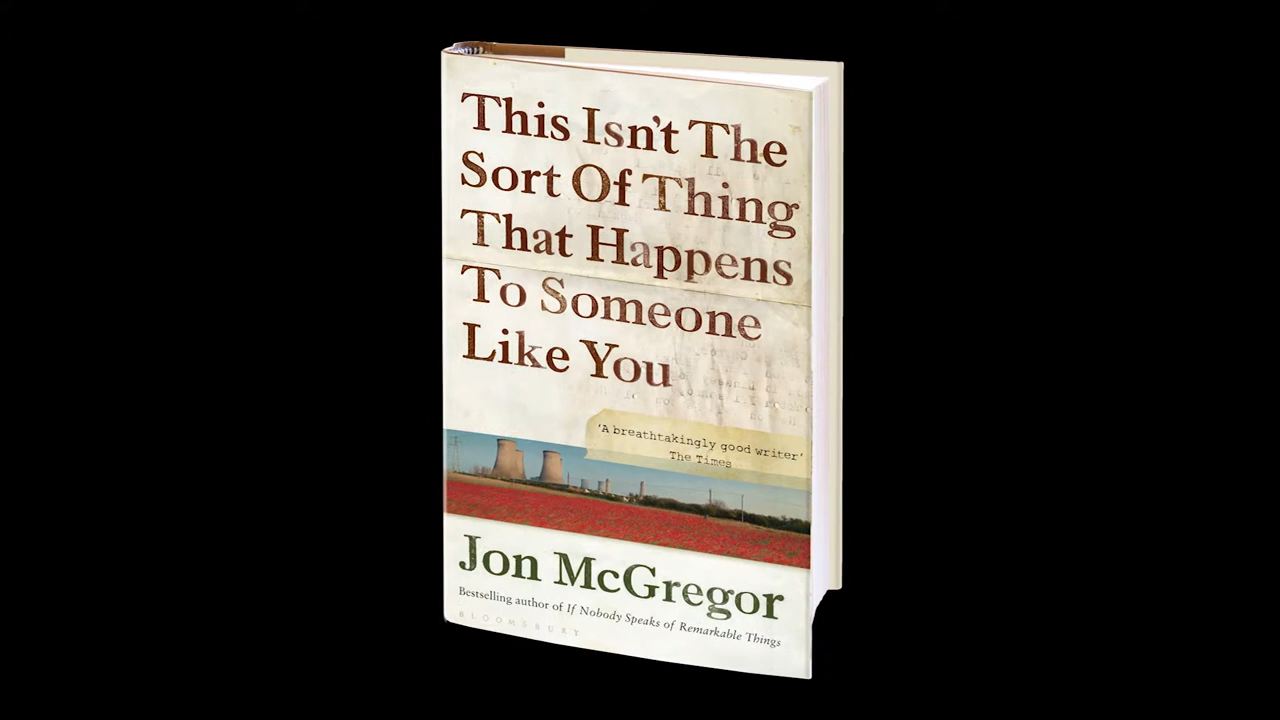 This Isn't The
Sort Of Thing
That Happens
To Someone
Like You
'A breathtakingly good writer'
The Times
Jon McGregor
Bestselling author of If Nobody Speaks of Remarkable Things
BLOOMSBURY